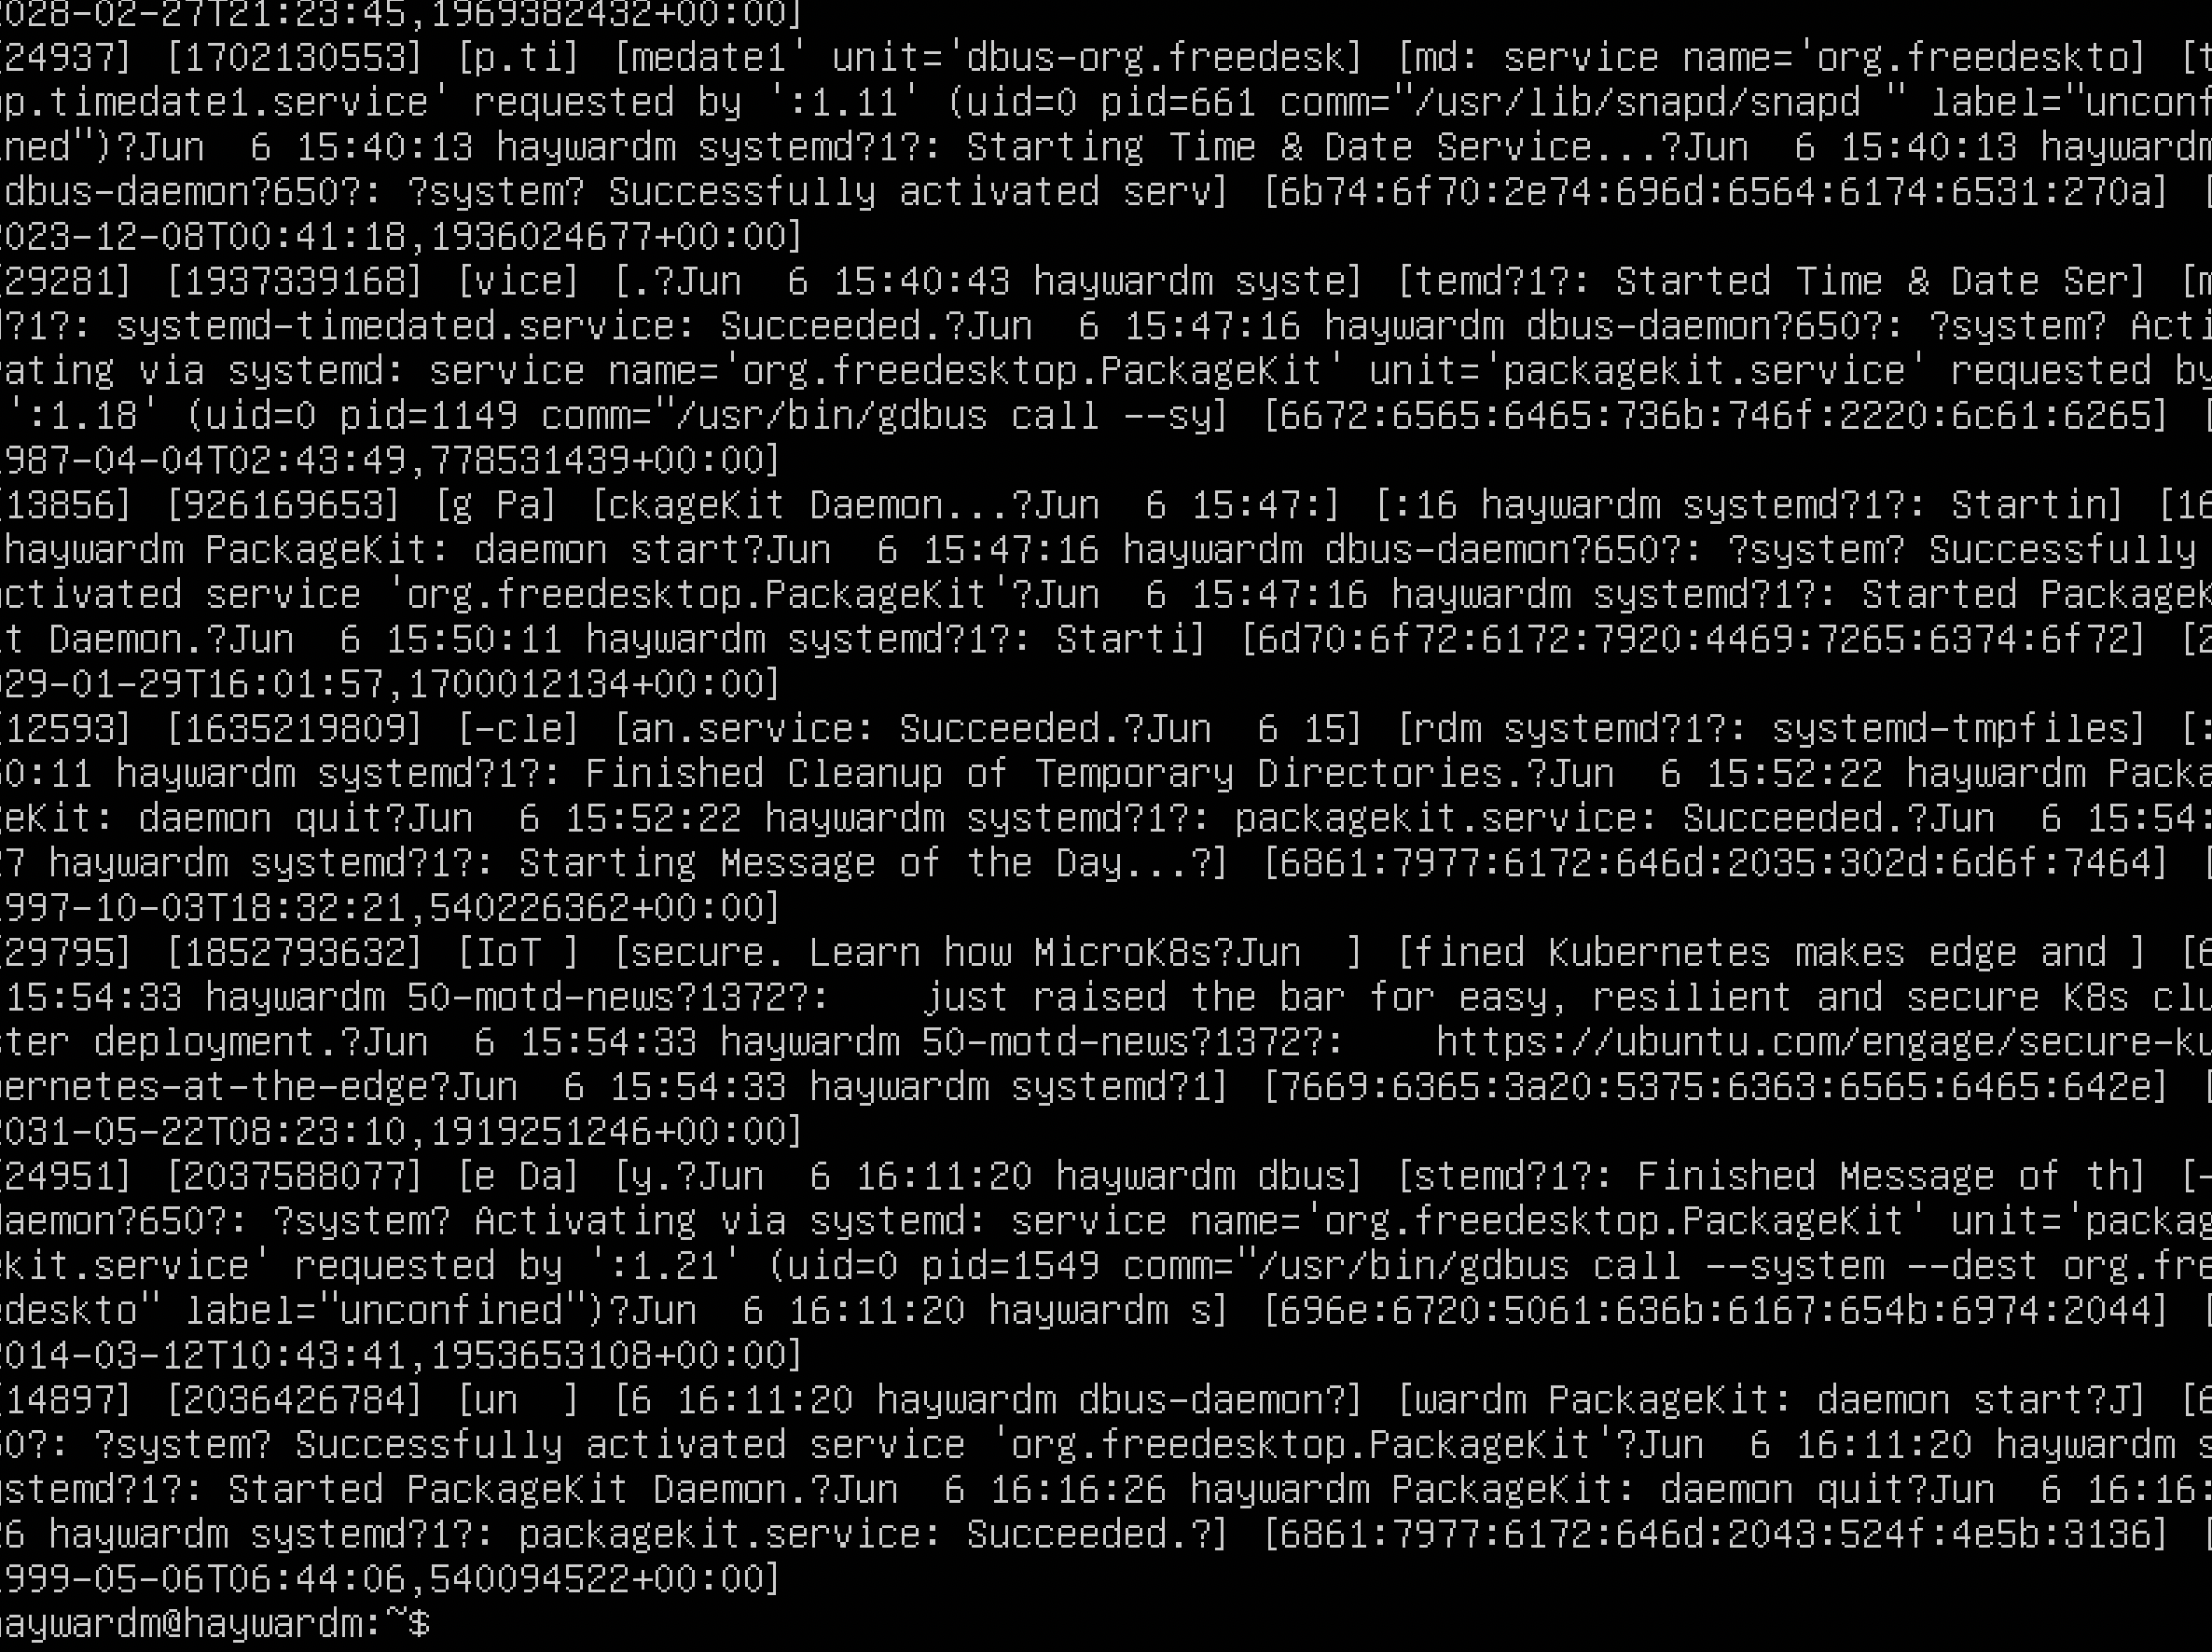 2028-02-27T21:23:45,1969382432+00:00]
[24937] [1702130553] [p.ti] [medate1' unit='dbus-org.freedesk] [md: service name='org.freedeskto] [t
op.timedate1.service' requested by ':1.11' (uid=0 pid=661 comm="/usr/lib/snapd/snapd " label="unconf
ined")?Jun  6 15:40:13 haywardm systemd?1?: Starting Time & Date Service...?Jun  6 15:40:13 haywardm
 dbus-daemon?650?: ?system? Successfully activated serv] [6b74:6f70:2e74:696d:6564:6174:6531:270a] [
2023-12-08T00:41:18,1936024677+00:00]
[29281] [1937339168] [vice] [.?Jun  6 15:40:43 haywardm syste] [temd?1?: Started Time & Date Ser] [m
d?1?: systemd-timedated.service: Succeeded.?Jun  6 15:47:16 haywardm dbus-daemon?650?: ?system? Acti
rating via systemd: service name='org.freedesktop.PackageKit' unit='packagekit.service' requested by
 ':1.18' (uid=0 pid=1149 comm="/usr/bin/gdbus call --sy] [6672:6565:6465:736b:746f:2220:6c61:6265] [
1987-04-04T02:43:49,778531439+00:00]
[13856] [926169653] [g Pa] [ckageKit Daemon...?Jun  6 15:47:] [:16 haywardm systemd?1?: Startin] [16
 haywardm PackageKit: daemon start?Jun  6 15:47:16 haywardm dbus-daemon?650?: ?system? Successfully
activated service 'org.freedesktop.PackageKit'?Jun  6 15:47:16 haywardm systemd?1?: Started PackageK
it Daemon.?Jun  6 15:50:11 haywardm systemd?1?: Starti] [6d70:6f72:6172:7920:4469:7265:6374:6f72] [2
029-01-29T16:01:57,1700012134+00:00]
[12593] [1635219809] [-cle] [an.service: Succeeded.?Jun  6 15] [rdm systemd?1?: systemd-tmpfiles] [:
50:11 haywardm systemd?1?: Finished Cleanup of Temporary Directories.?Jun  6 15:52:22 haywardm Packa
geKit: daemon quit?Jun  6 15:52:22 haywardm systemd?1?: packagekit.service: Succeeded.?Jun  6 15:54:
27 haywardm systemd?1?: Starting Message of the Day...?] [6861:7977:6172:646d:2035:302d:6d6f:7464] [
1997-10-03T18:32:21,540226362+00:00]
[29795] [1852793632] [IoT ] [secure. Learn how MicroK8s?Jun  ] [fined Kubernetes makes edge and ] [6
 15:54:33 haywardm 50-motd-news?1372?:    just raised the bar for easy, resilient and secure K8s clu
ster deployment.?Jun  6 15:54:33 haywardm 50-motd-news?1372?:    https://ubuntu.com/engage/secure-ku
bernetes-at-the-edge?Jun  6 15:54:33 haywardm systemd?1] [7669:6365:3a20:5375:6363:6565:6465:642e] [
2031-05-22T08:23:10,1919251246+00:00]
[24951] [2037588077] [e Da] [y.?Jun  6 16:11:20 haywardm dbus] [stemd?1?: Finished Message of th] [-
daemon?650?: ?system? Activating via systemd: service name='org.freedesktop.PackageKit' unit='packag
ekit.service' requested by ':1.21' (uid=0 pid=1549 comm="/usr/bin/gdbus call --system --dest org.fre
edeskto" label="unconfined")?Jun  6 16:11:20 haywardm s] [696e:6720:5061:636b:6167:654b:6974:2044] [
2014-03-12T10:43:41,1953653108+00:00]
[14897] [2036426784] [un  ] [6 16:11:20 haywardm dbus-daemon?] [wardm PackageKit: daemon start?J] [6
50?: ?system? Successfully activated service 'org.freedesktop.PackageKit'?Jun  6 16:11:20 haywardm s
ystemd?1?: Started PackageKit Daemon.?Jun  6 16:16:26 haywardm PackageKit: daemon quit?Jun  6 16:16:
26 haywardm systemd?1?: packagekit.service: Succeeded.?] [6861:7977:6172:646d:2043:524f:4e5b:3136] [
1999-05-06T06:44:06,540094522+00:00]
haywardm@haywardm:~$